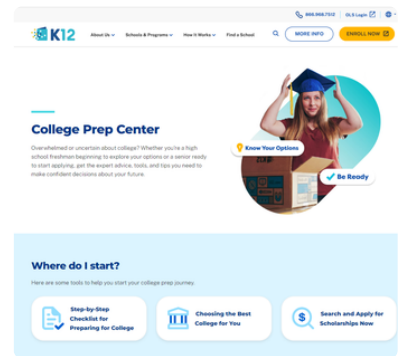 866.968.7512 OLS Login
K12 About Us Schools & Programs How It Works Find a School MORE INFO ENROLL NOW
College Prep Center
Overwhelmed or uncertain about college? Whether you're a high
school freshman beginning to explore your options or a senior ready
to start applying, get the expert advice, tools, and tips you need to
make confident decisions about your future.
Know Your Options
Be Ready
Where do I start?
Here are some tools to help you start your college prep journey.
Step-by-Step
Checklist for
Preparing for College
Choosing the Best
College for You
Search and Apply for
Scholarships Now